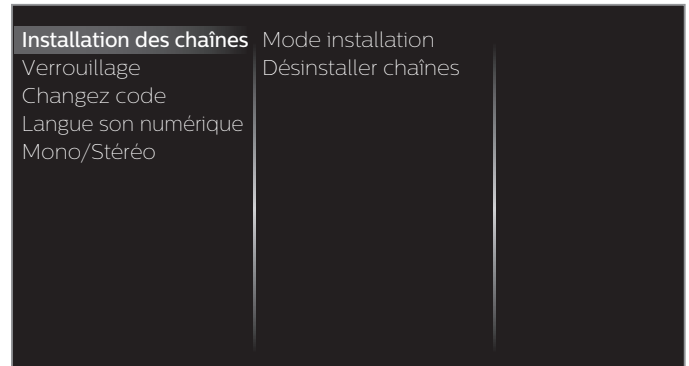 Installation des chaînes
Verrouillage
Changez code
Langue son numérique
Mono/Stéréo
Mode installation
Désinstaller chaînes